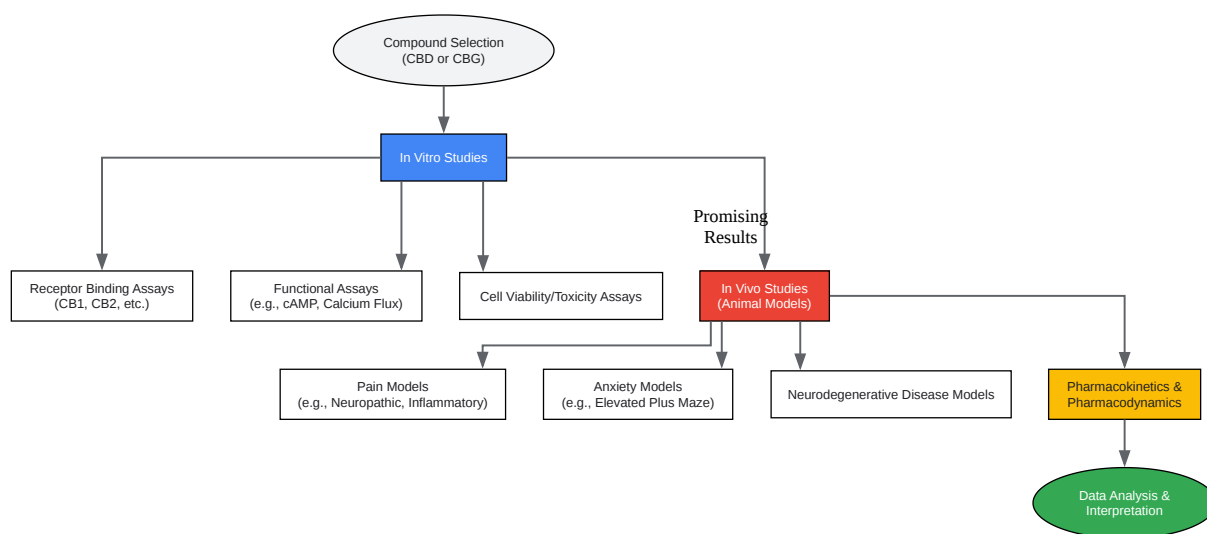 Compound Selection
(CBD or CBG)
In Vitro Studies
Promising
Results
Receptor Binding Assays
(CB1, CB2, etc.)
Functional Assays
(e.g., cAMP, Calcium Flux)
Cell Viability/Toxicity Assays
In Vivo Studies
(Animal Models)
Pain Models
(e.g., Neuropathic, Inflammatory)
Anxiety Models
(e.g., Elevated Plus Maze)
Neurodegenerative Disease Models
Pharmacokinetics &
Pharmacodynamics
Data Analysis &
Interpretation